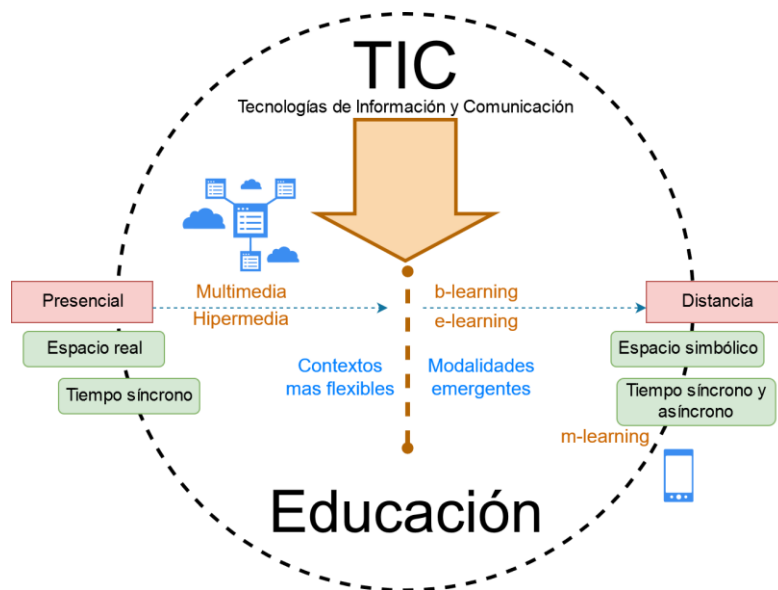 TIC
Tecnologías de Información y Comunicación
Presencial
Multimedia
Hipermedia
b-learning
e-learning
Distancia
Espacio real
Tiempo síncrono
Contextos
mas flexibles
Modalidades
emergentes
Espacio simbólico
Tiempo síncrono y
asíncrono
m-learning
Educación